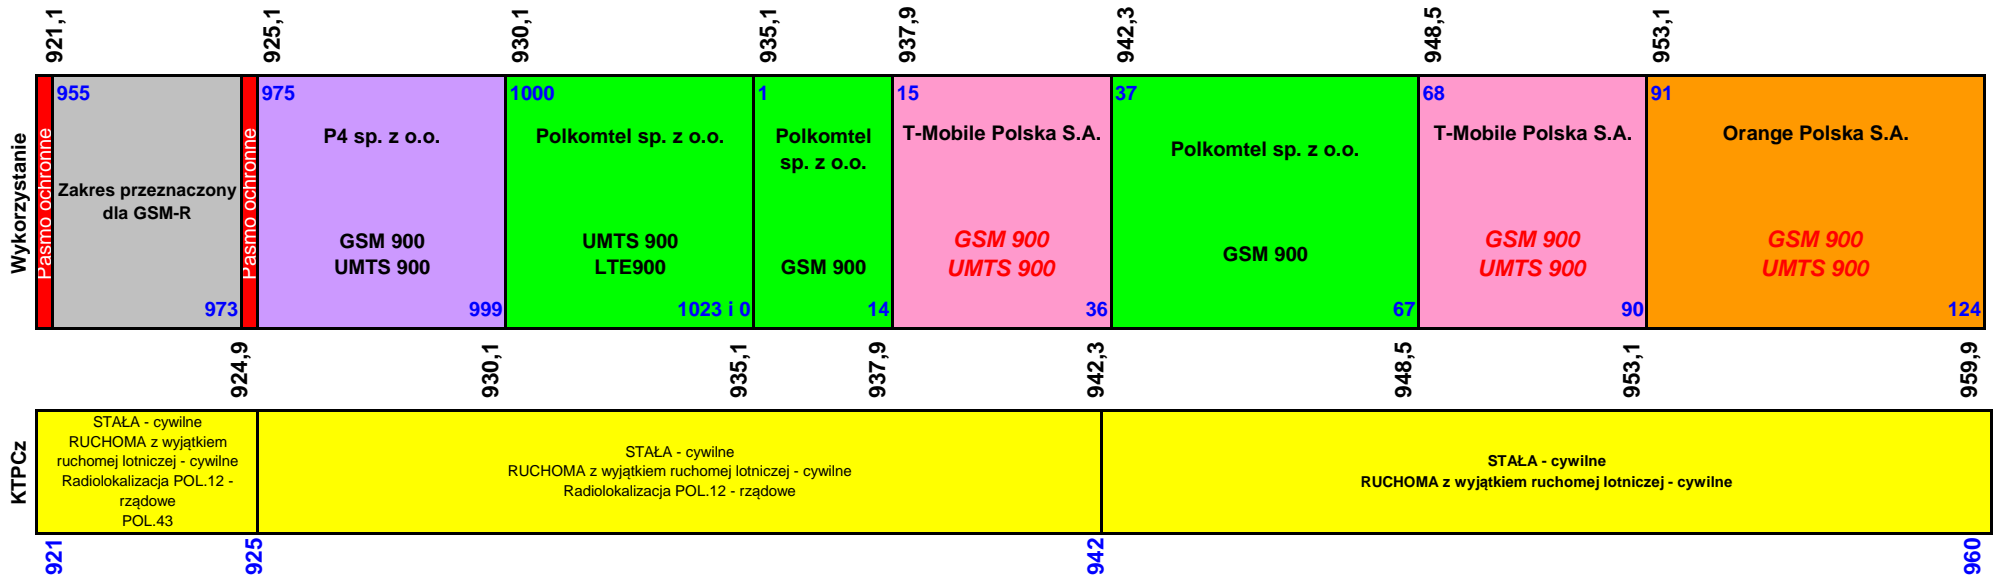 921,1
925,1
930,1
935,1
937,9
942,3
948,5
953,1
Wykorzystanie
Pasmo ochronne
955
Zakres przeznaczony
dla GSM-R
973
Pasmo ochronne
975
P4 sp. z o.o.
GSM 900
UMTS 900
999
1000
Polkomtel sp. z o.o.
UMTS 900
LTE900
1023 i 0
1
Polkomtel
sp. z o.o.
GSM 900
14
15
T-Mobile Polska S.A.
GSM 900
UMTS 900
36
37
Polkomtel sp. z o.o.
GSM 900
67
68
T-Mobile Polska S.A.
GSM 900
UMTS 900
90
91
Orange Polska S.A.
GSM 900
UMTS 900
124
924,9
930,1
935,1
937,9
942,3
948,5
953,1
959,9
KTPCz
STAŁA - cywilne
RUCHOMA z wyjątkiem
ruchomej lotniczej - cywilne
Radiolokalizacja POL.12 -
rządowe
POL.43
STAŁA - cywilne
RUCHOMA z wyjątkiem ruchomej lotniczej - cywilne
Radiolokalizacja POL.12 - rządowe
STAŁA - cywilne
RUCHOMA z wyjątkiem ruchomej lotniczej - cywilne
921
925
942
960